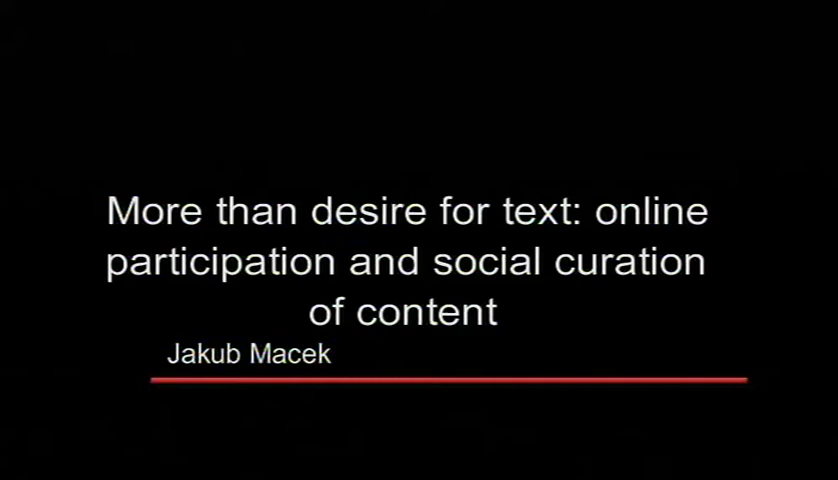 More than desire for text: online
participation and social curation
of content
Jakub Macek